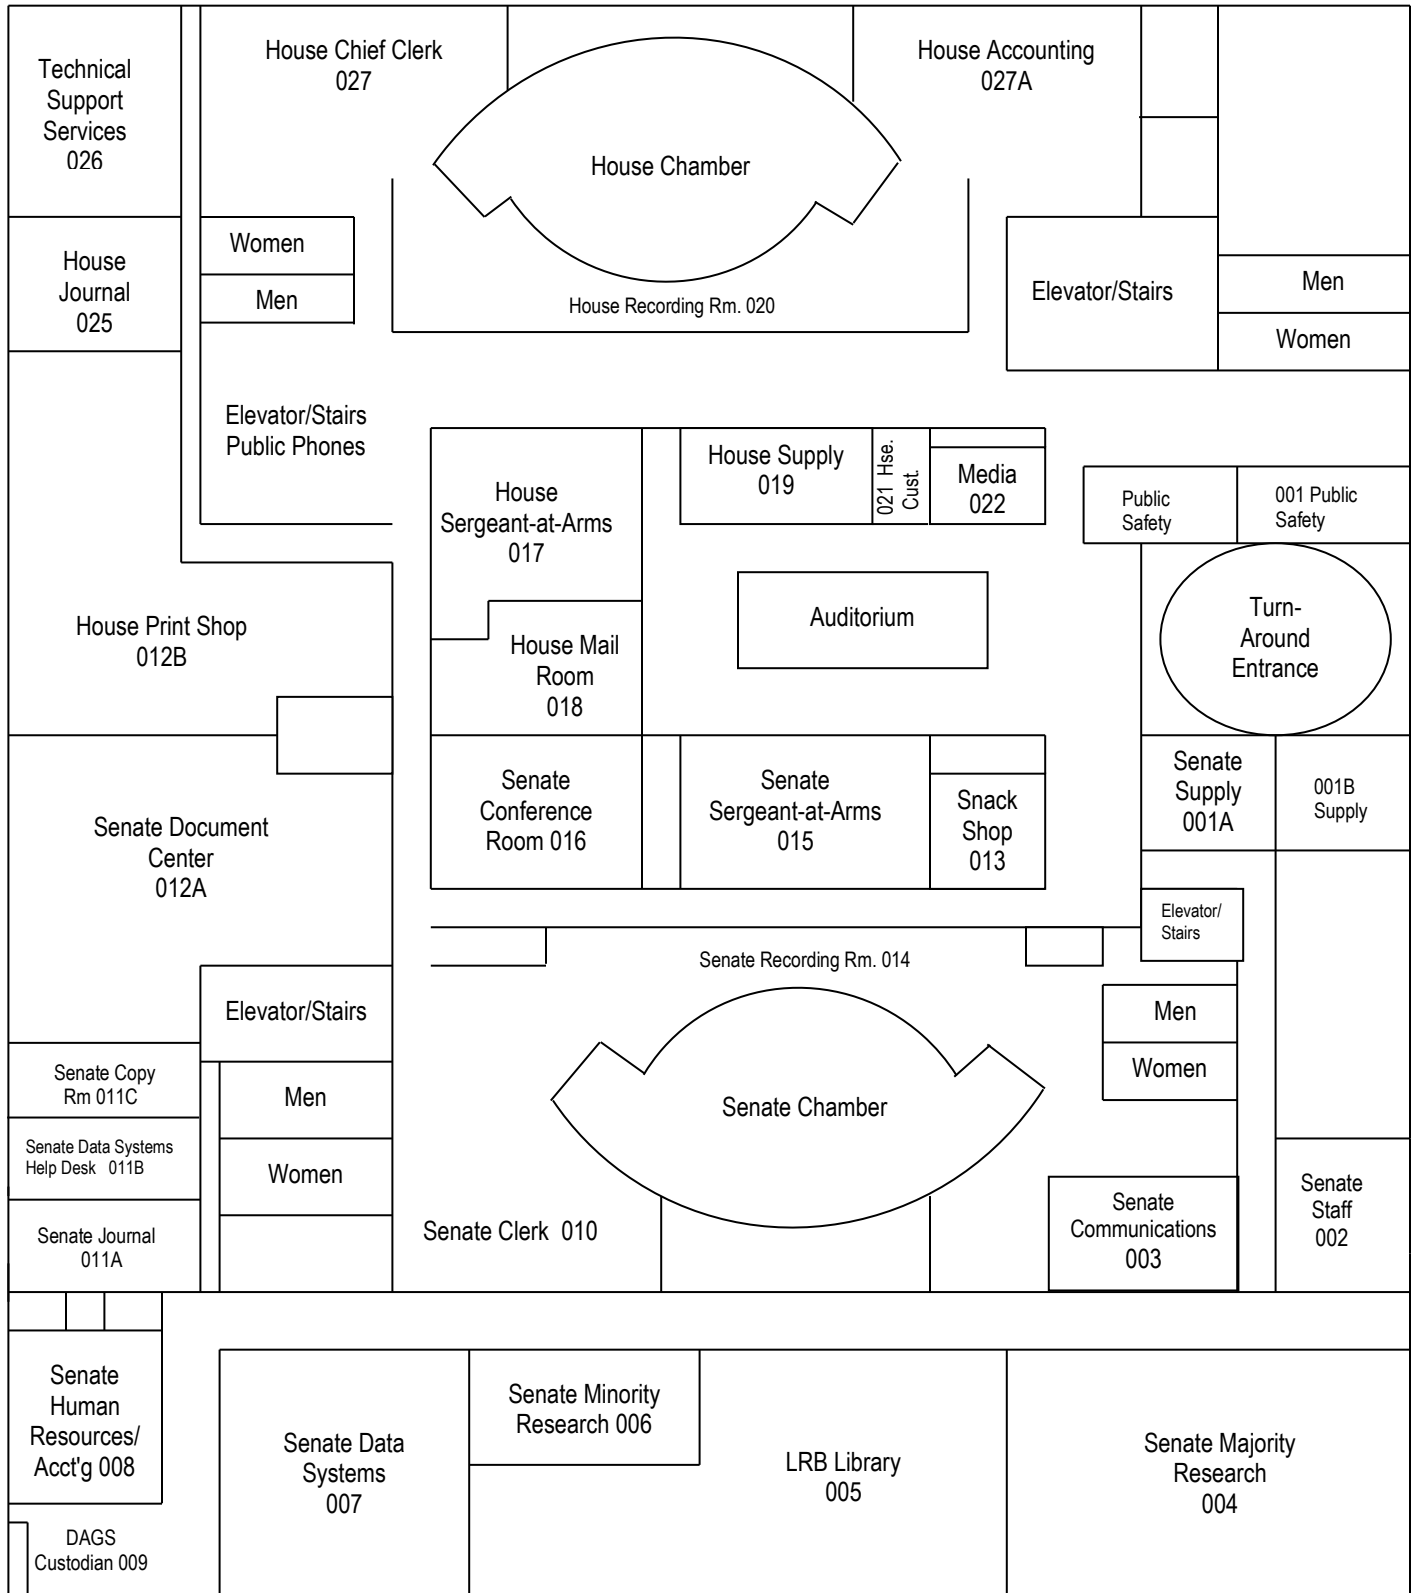 Technical
Support
Services
026
House Chief Clerk
027
House Accounting
027A
House Chamber
House
Journal
025
Women
Men
House Recording Rm. 020
Elevator/Stairs
Men
Women
Elevator/Stairs
Public Phones
House
Sergeant-at-Arms
017
House Supply
019
021 Hse.
Cust.
Media
022
Public
Safety
001 Public
Safety
House Print Shop
012B
House Mail
Room
018
Auditorium
Turn-
Around
Entrance
Senate Document
Center
012A
Senate
Conference
Room 016
Senate
Sergeant-at-Arms
015
Snack
Shop
013
Senate
Supply
001A
001B
Supply
Elevator/
Stairs
Senate Recording Rm. 014
Elevator/Stairs
Men
Women
Senate Copy
Rm 011C
Men
Senate Chamber
Senate Data Systems
Help Desk 011B
Women
Senate Journal
011A
Senate Clerk 010
Senate
Communications
003
Senate
Staff
002
Senate
Human
Resources/
Acct'g 008
Senate Data
Systems
007
Senate Minority
Research 006
LRB Library
005
Senate Majority
Research
004
DAGS
Custodian 009